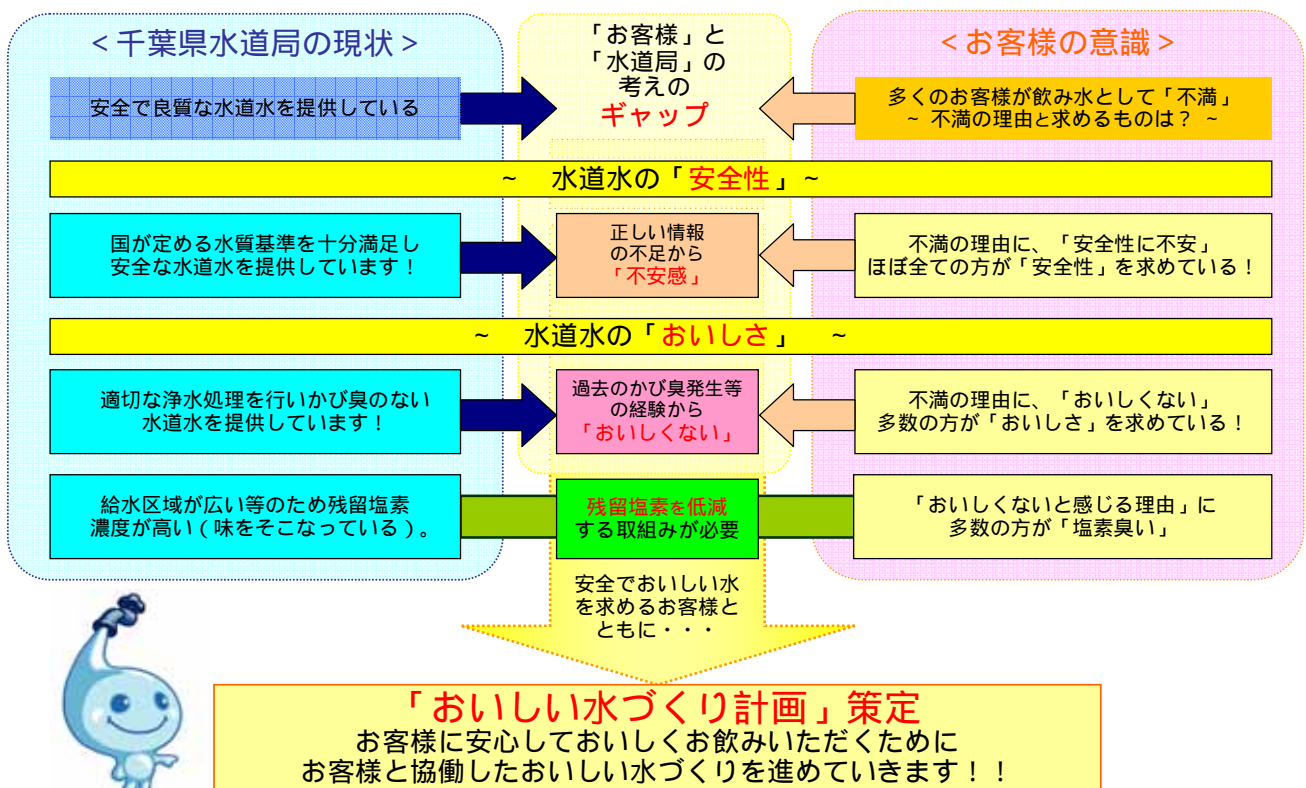 ＜千葉県水道局の現状＞
「お客様」と
「水道局」の
考えの
ギャップ
＜お客様の意識＞
安全で良質な水道水を提供している
多くのお客様が飲み水として「不満」
~ 不満の理由と求めるものは？ ~
~ 水道水の「安全性」~
国が定める水質基準を十分満足し
安全な水道水を提供しています！
正しい情報
の不足から
「不安感」
不満の理由に、「安全性に不安」
ほぼ全ての方が「安全性」を求めている！
~ 水道水の「おいしさ」 ~
適切な浄水処理を行いかび臭のない
水道水を提供しています！
過去のかび臭発生等
の経験から
「おいしくない」
不満の理由に、「おいしくない」
多数の方が「おいしさ」を求めている！
給水区域が広い等のため残留塩素
濃度が高い（味をそこなっている）。
残留塩素を低減
する取組みが必要
「おいしくないと感じる理由」に
多数の方が「塩素臭い」
安全でおいしい水
を求めるお客様と
ともに・・・
「おいしい水づくり計画」策定
お客様に安心しておいしくお飲みいただくために
お客様と協働したおいしい水づくりを進めていきます！！